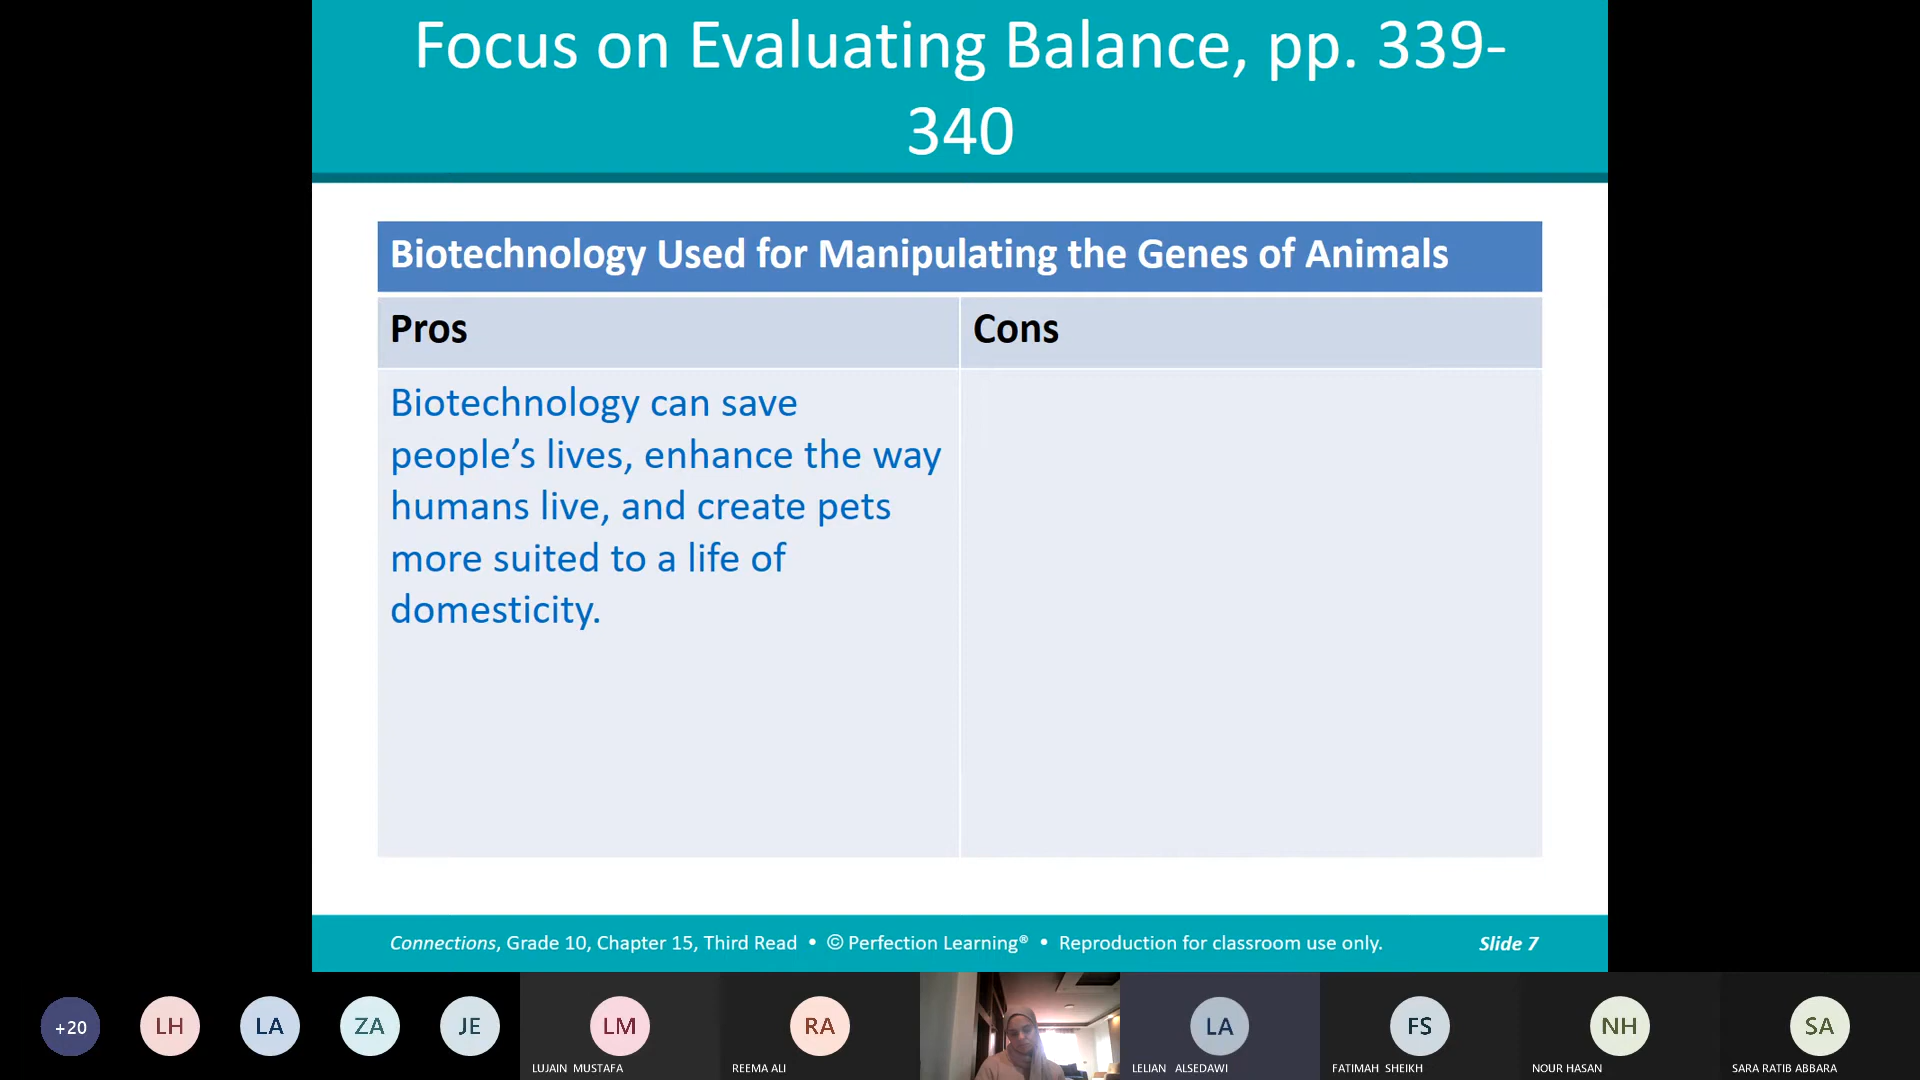 Focus on Evaluating Balance, pp. 339-
340
Biotechnology Used for Manipulating the Genes of Animals
Pros
Cons
Biotechnology can save
people’s lives, enhance the way
humans live, and create pets
more suited to a life of
domesticity.
Connections, Grade 10, Chapter 15, Third Read • © Perfection Learning® • Reproduction for classroom use only.
Slide 7
+20
LH
LA
ZA
JE
LM
RA
LA
FS
NH
SA
LUJAIN MUSTAFA
REEMA ALI
LELIAN ALSEDAWI
FATIMAH SHEIKH
NOUR HASAN
SARA RATIB ABBARA